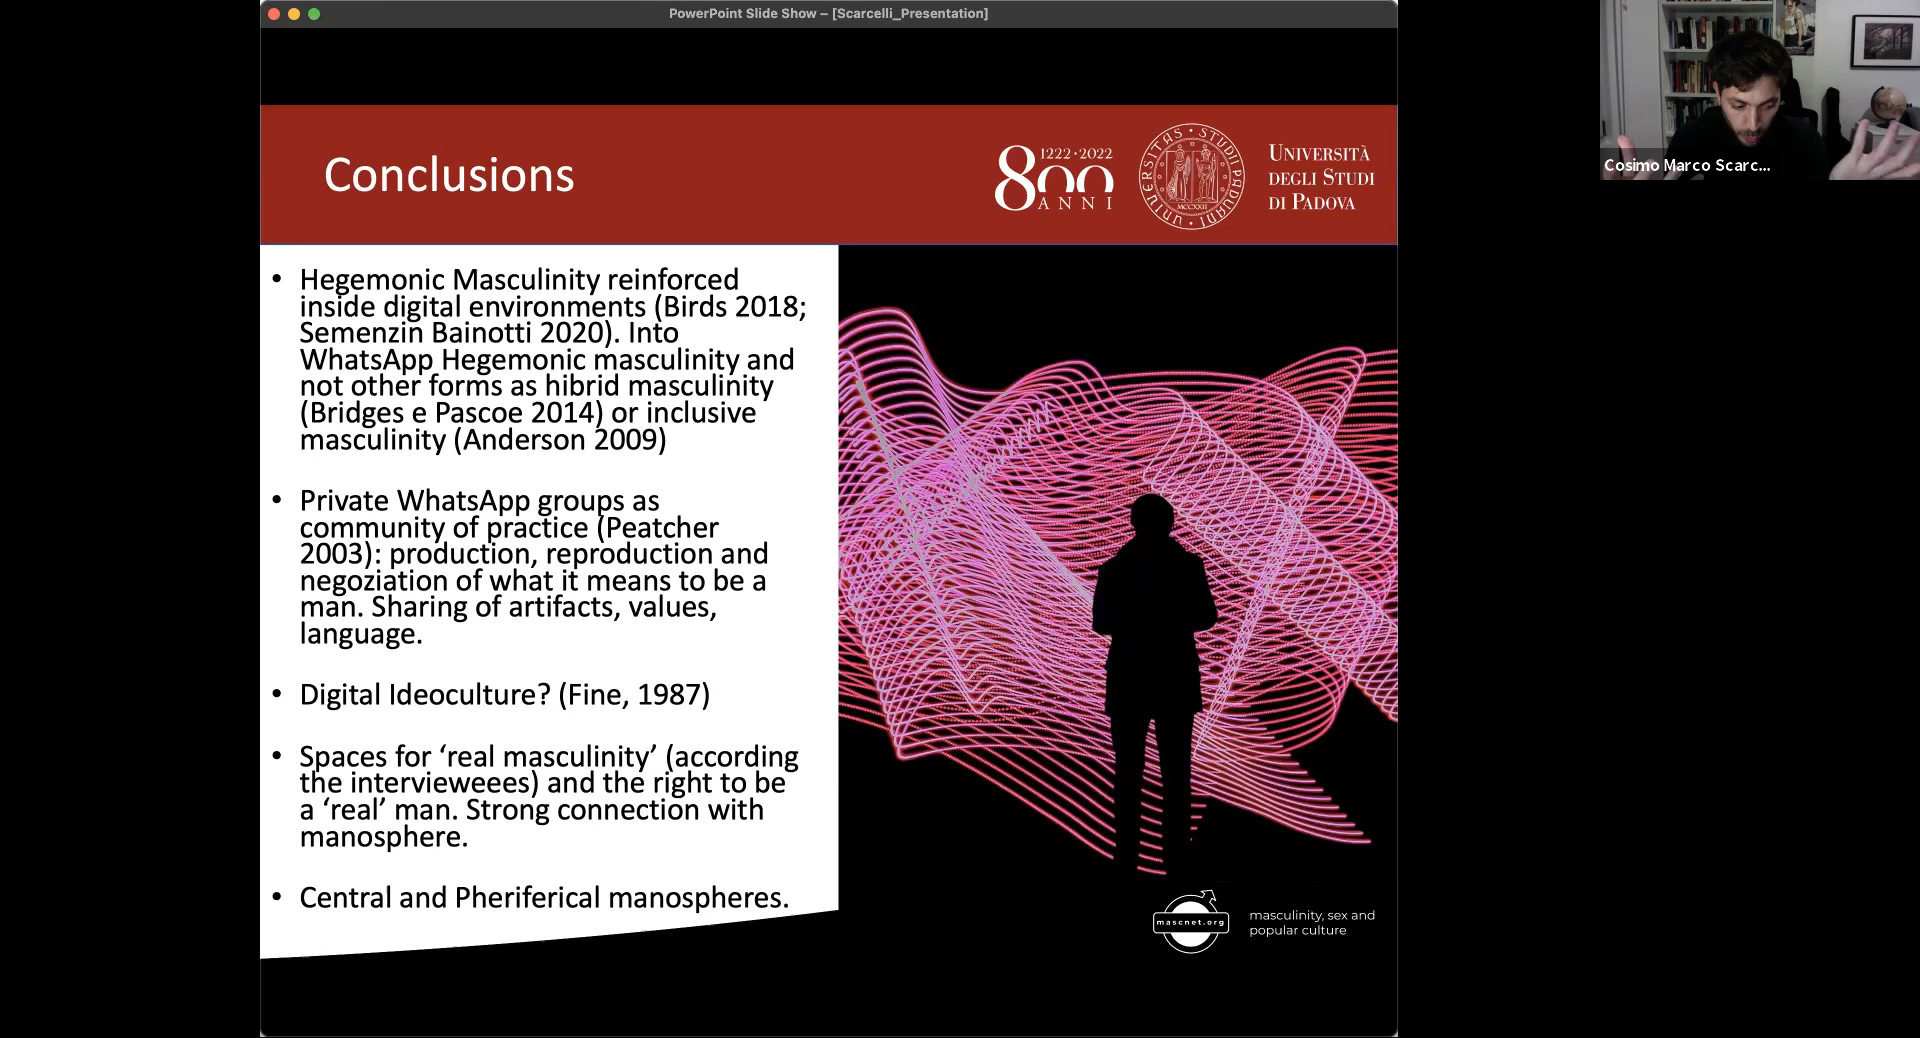 PowerPoint Slide Show – [Scarcelli_Presentation]
Conclusions
1222·2022
800
ANNI
UNIVERSITAS STUDII PADUANI
MCCXXII
UNIVERSITÀ
DEGLI STUDI
DI PADOVA
Cosimo Marco Scarc...
• Hegemonic Masculinity reinforced
inside digital environments (Birds 2018;
Semenzin Bainotti 2020). Into
WhatsApp Hegemonic masculinity and
not other forms as hibrid masculinity
(Bridges e Pascoe 2014) or inclusive
masculinity (Anderson 2009)
• Private WhatsApp groups as
community of practice (Peatcher
2003): production, reproduction and
negoziation of what it means to be a
man. Sharing of artifacts, values,
language.
• Digital Ideoculture? (Fine, 1987)
• Spaces for ‘real masculinity’ (according
the intervieweees) and the right to be
a ‘real’ man. Strong connection with
manosphere.
• Central and Pheriferical manospheres.
mascnet.org
masculinity, sex and
popular culture